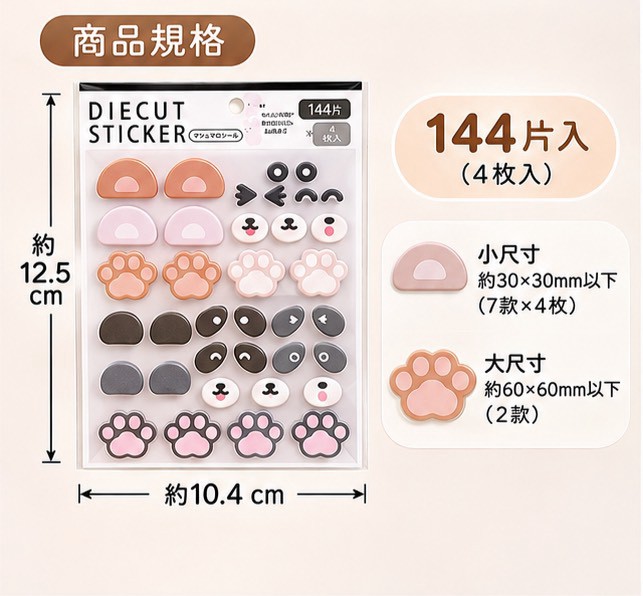 商品規格
DIECUT
STICKER
マシュマロシール
144片
4
枚入
約
12.5
cm
約10.4 cm
144片入
(4枚入)
小尺寸
約30×30mm以下
(7款×4枚)
大尺寸
約60×60mm以下
(2款)